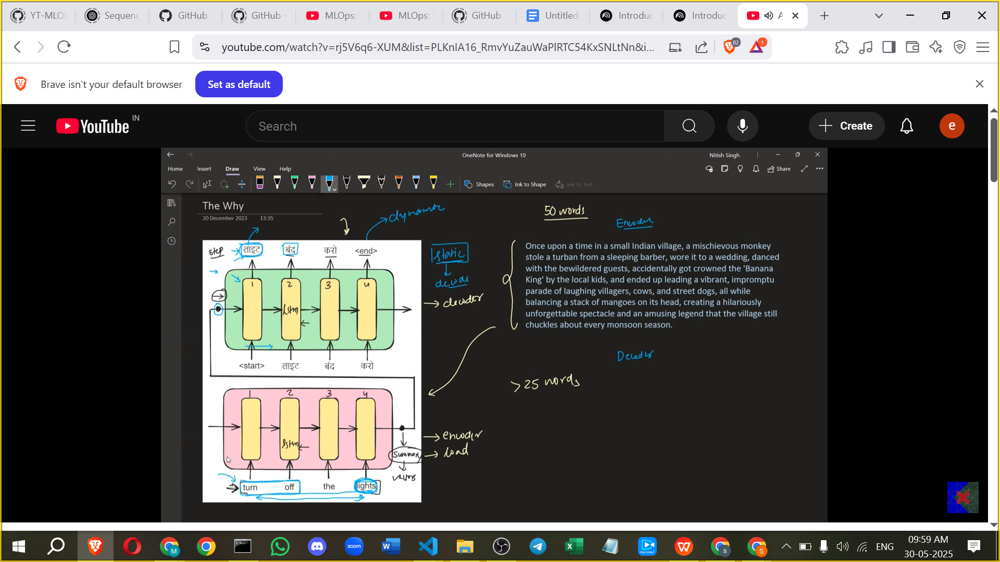 YT-MLO
Sequenc
GitHub -
GitHub -
MLOps:
MLOps:
GitHub -
Untitled
Introduc
Introduc
A
youtube.com/watch?v=rj5V6q6-XUM&list=PLKnIA16_RmvYuZauWaPlRTC54KxSNLtNn&i...
82
1
Brave isn't your default browser
Set as default
YouTube IN
Search
Create
e
OneNote for Windows 10
Nitish Singh
Home Insert Draw View Help
Share
Shapes
Ink to Shape
Ink to Text
The Why
20 December 2023 13:35
dynamic
50 words
Encoder
step लाइट बंद करो <end>
static
decode
1 2 3 4
lstm
decoder
<start> लाइट बंद करो
Once upon a time in a small Indian village, a mischievous monkey
stole a turban from a sleeping barber, wore it to a wedding, danced
with the bewildered guests, accidentally got crowned the 'Banana
King' by the local kids, and ended up leading a vibrant, impromptu
parade of laughing villagers, cows, and street dogs, all while
balancing a stack of mangoes on its head, creating a hilariously
unforgettable spectacle and an amusing legend that the village still
chuckles about every monsoon season.
Decoder
>25 words
1 2 3 4
lstm
encoder
summary
load
turn off the lights
zoom
ENG
09:59 AM
30-05-2025